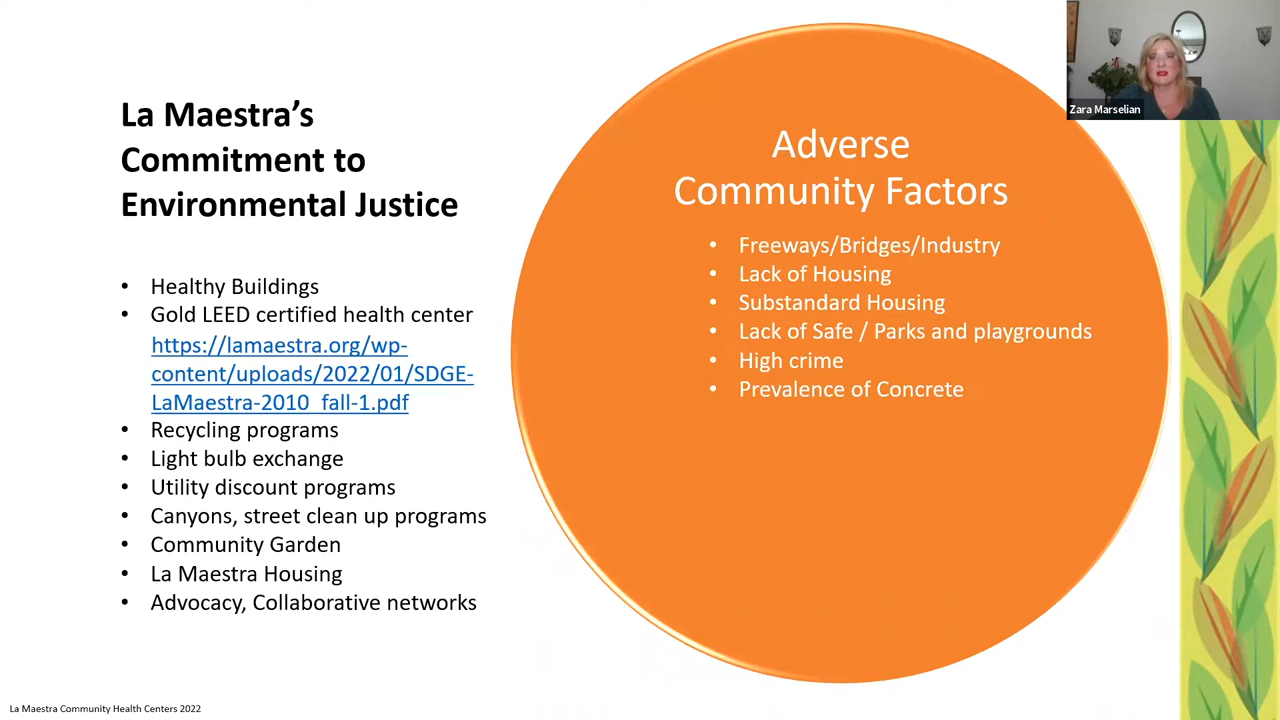 La Maestra’s
Commitment to
Environmental Justice
• Healthy Buildings
• Gold LEED certified health center
https://lamaestra.org/wp-
content/uploads/2022/01/SDGE-
LaMaestra-2010_fall-1.pdf
• Recycling programs
• Light bulb exchange
• Utility discount programs
• Canyons, street clean up programs
• Community Garden
• La Maestra Housing
• Advocacy, Collaborative networks
Adverse
Community Factors
• Freeways/Bridges/Industry
• Lack of Housing
• Substandard Housing
• Lack of Safe / Parks and playgrounds
• High crime
• Prevalence of Concrete
Zara Marselian
La Maestra Community Health Centers 2022